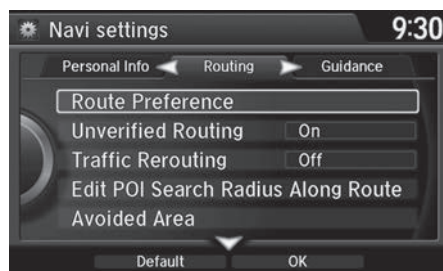 Navi settings 9:30
Personal Info Routing Guidance
Route Preference
Unverified Routing On
Traffic Rerouting Off
Edit POI Search Radius Along Route
Avoided Area
Default OK